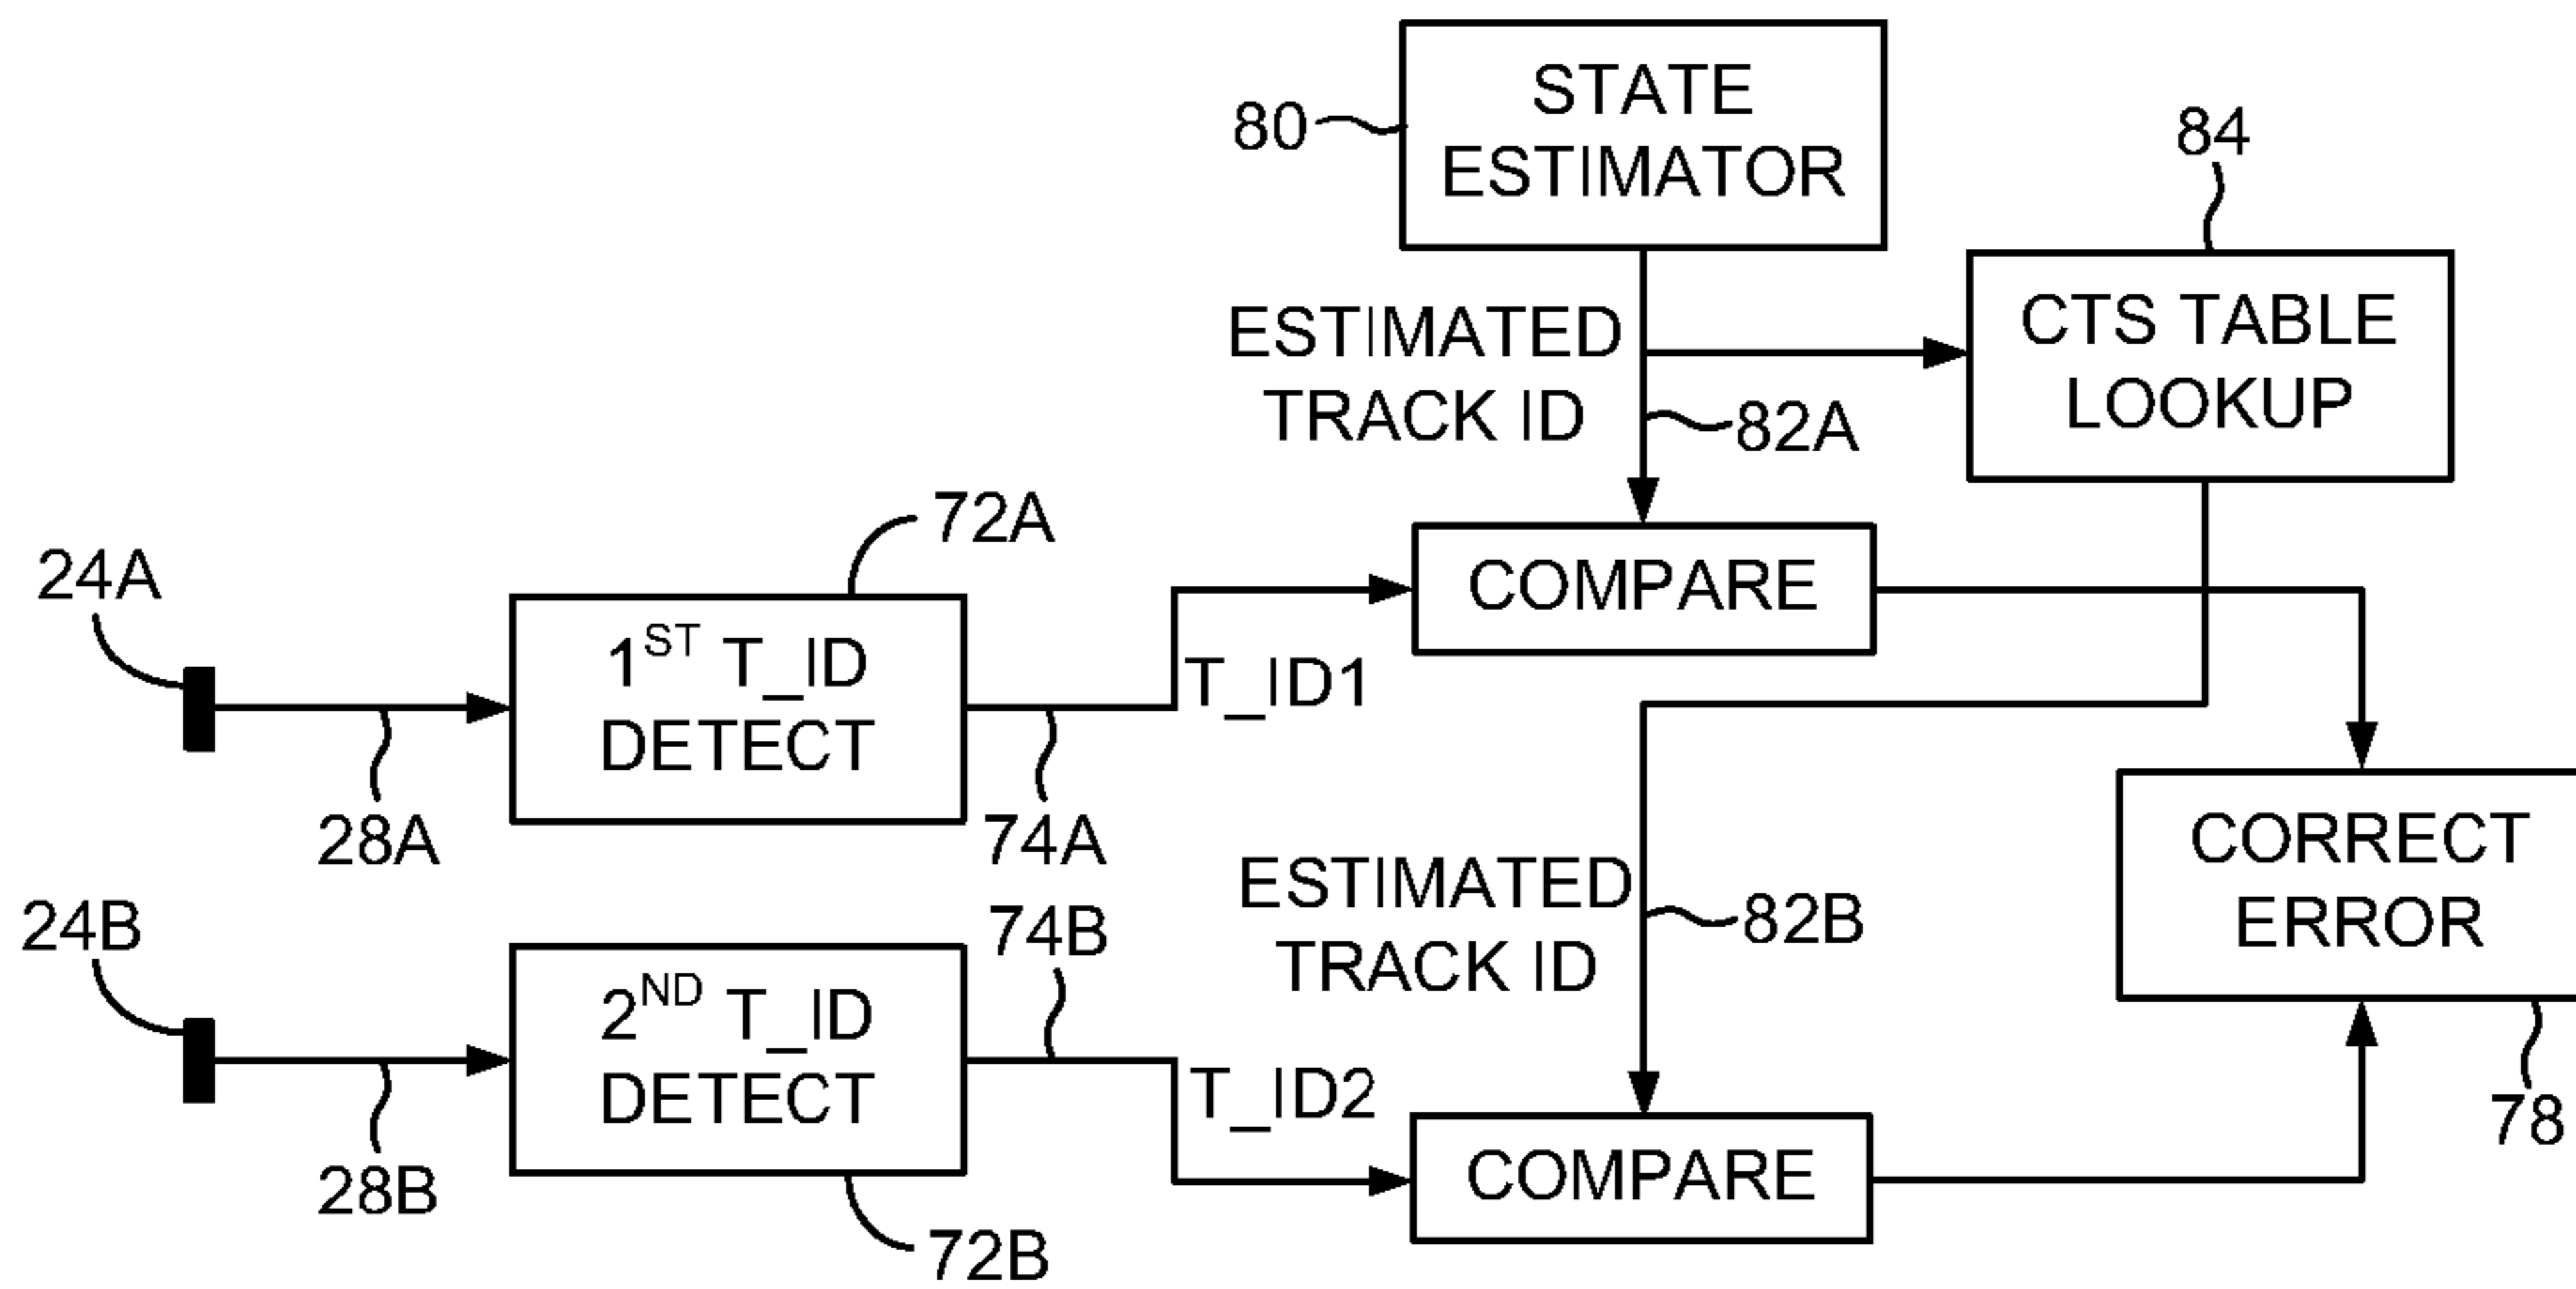 STATE
ESTIMATOR
80
84
CTS TABLE
LOOKUP
ESTIMATED
TRACK ID
82A
72A
24A
COMPARE
1ST T_ID
DETECT
T_ID1
28A
74A
CORRECT
ERROR
ESTIMATED
TRACK ID
82B
74B
24B
2ND T_ID
DETECT
T_ID2
78
COMPARE
28B
72B